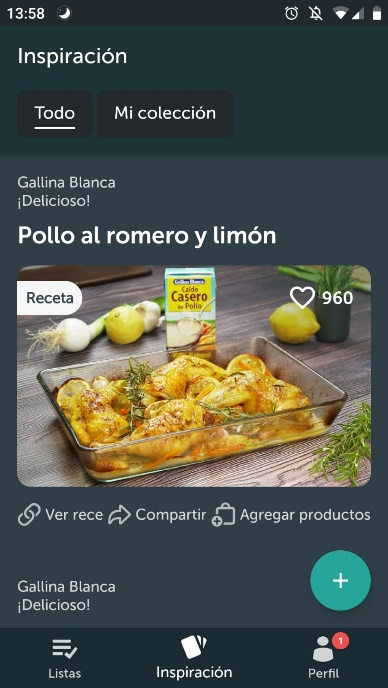 13:58
Inspiración
Todo
Mi colección
Gallina Blanca
¡Delicioso!
Pollo al romero y limón
Receta
960
Gallina Blanca
Caldo
Casero
de Pollo
Ver rece
Compartir
Agregar productos
Gallina Blanca
¡Delicioso!
+
Listas
Inspiración
Perfil
1